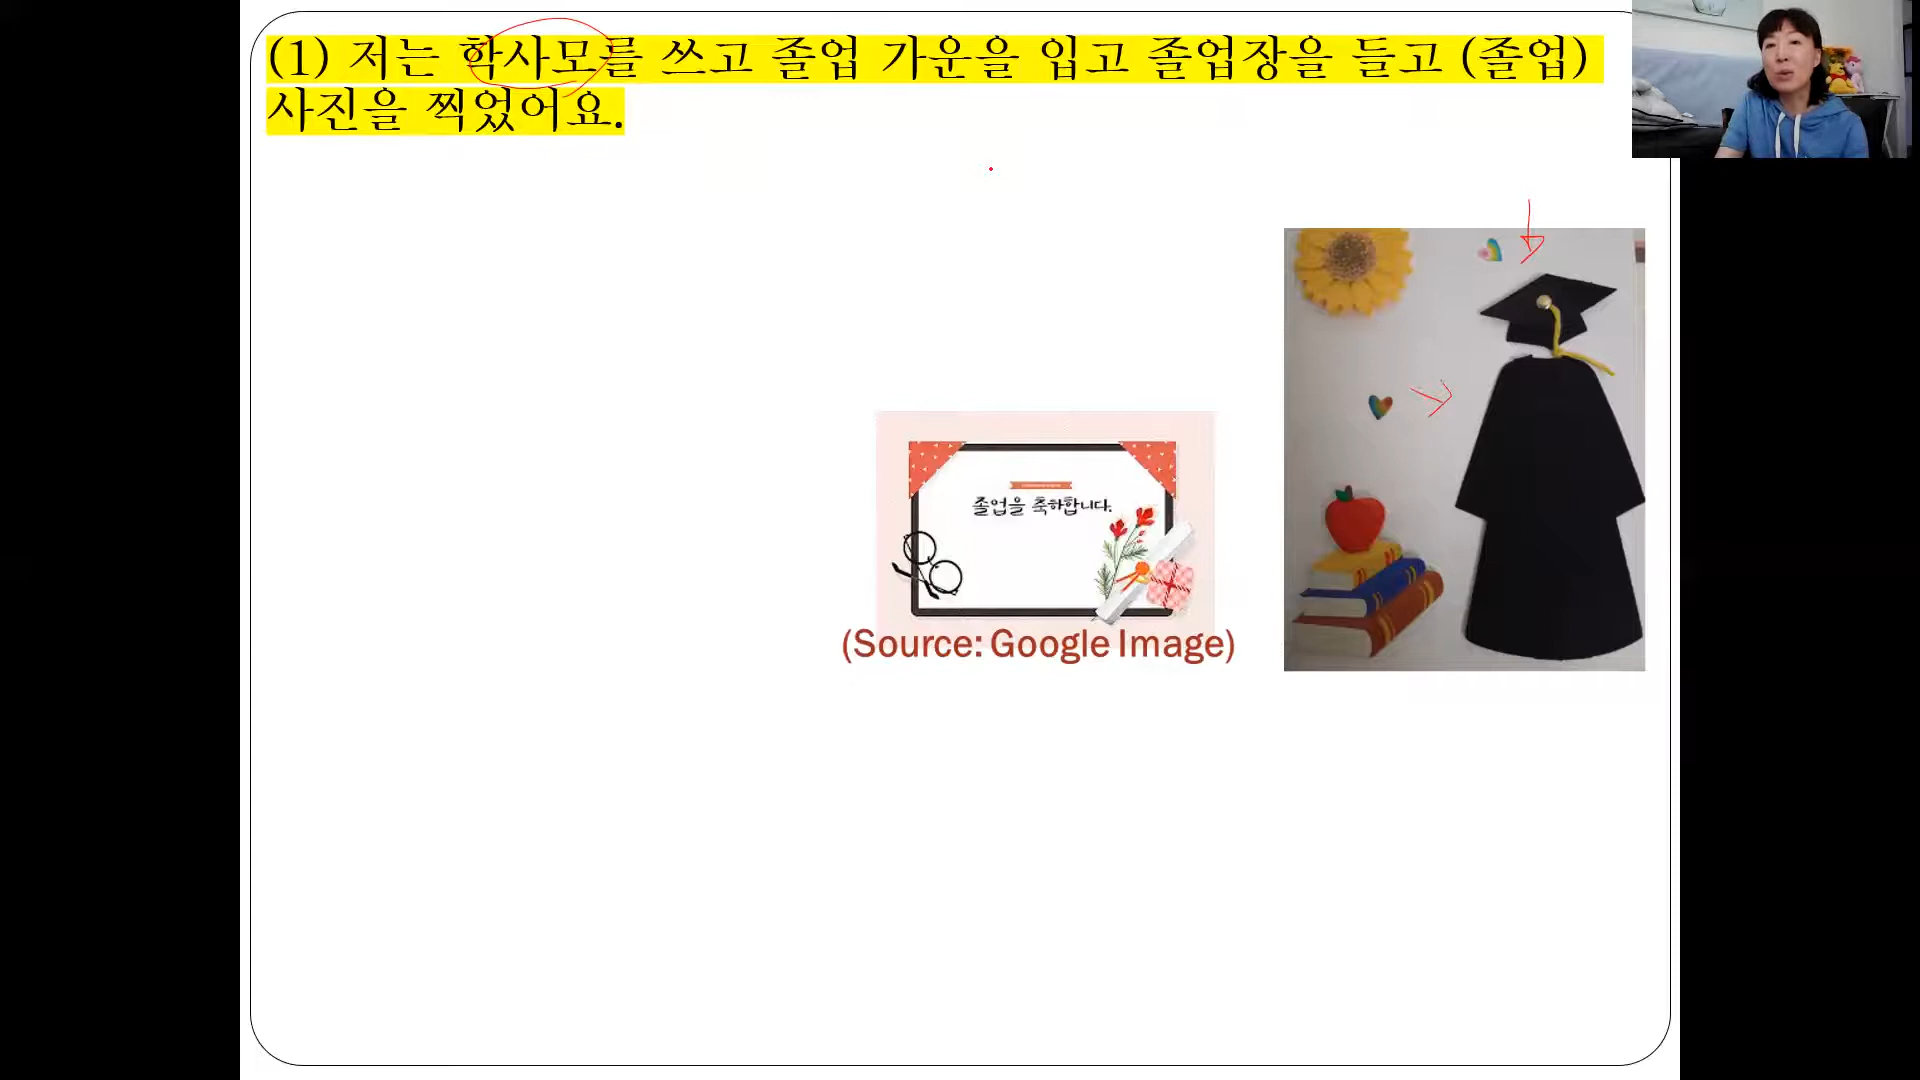 (1) 저는 학사모를 쓰고 졸업 가운을 입고 졸업장을 들고 (졸업)
사진을 찍었어요.
졸업을 축하합니다.
(Source: Google Image)